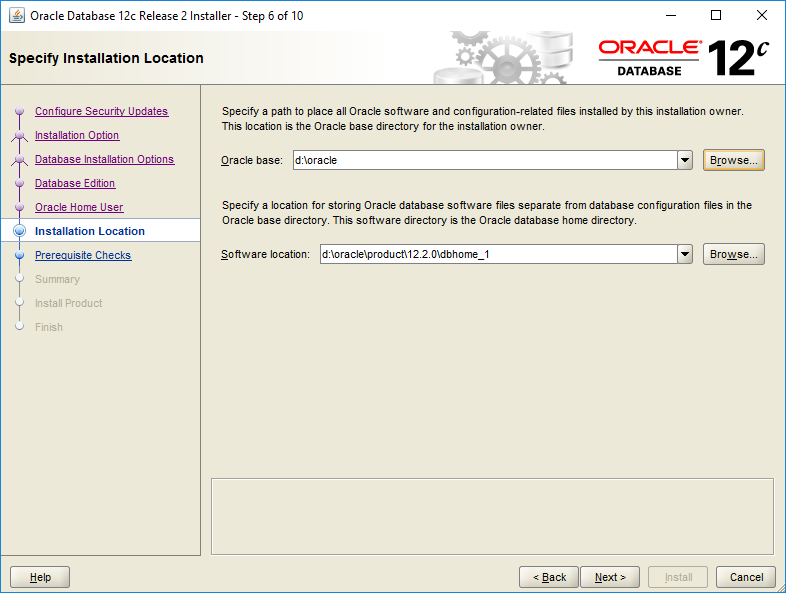 Oracle Database 12c Release 2 Installer - Step 6 of 10
Specify Installation Location
ORACLE®
DATABASE
12c
Configure Security Updates
Installation Option
Database Installation Options
Database Edition
Oracle Home User
Installation Location
Prerequisite Checks
Summary
Install Product
Finish
Specify a path to place all Oracle software and configuration-related files installed by this installation owner.
This location is the Oracle base directory for the installation owner.
Oracle base: d:\oracle Browse...
Specify a location for storing Oracle database software files separate from database configuration files in the
Oracle base directory. This software directory is the Oracle database home directory.
Software location: d:\oracle\product\12.2.0\dbhome_1 Browse...
Help < Back Next > Install Cancel